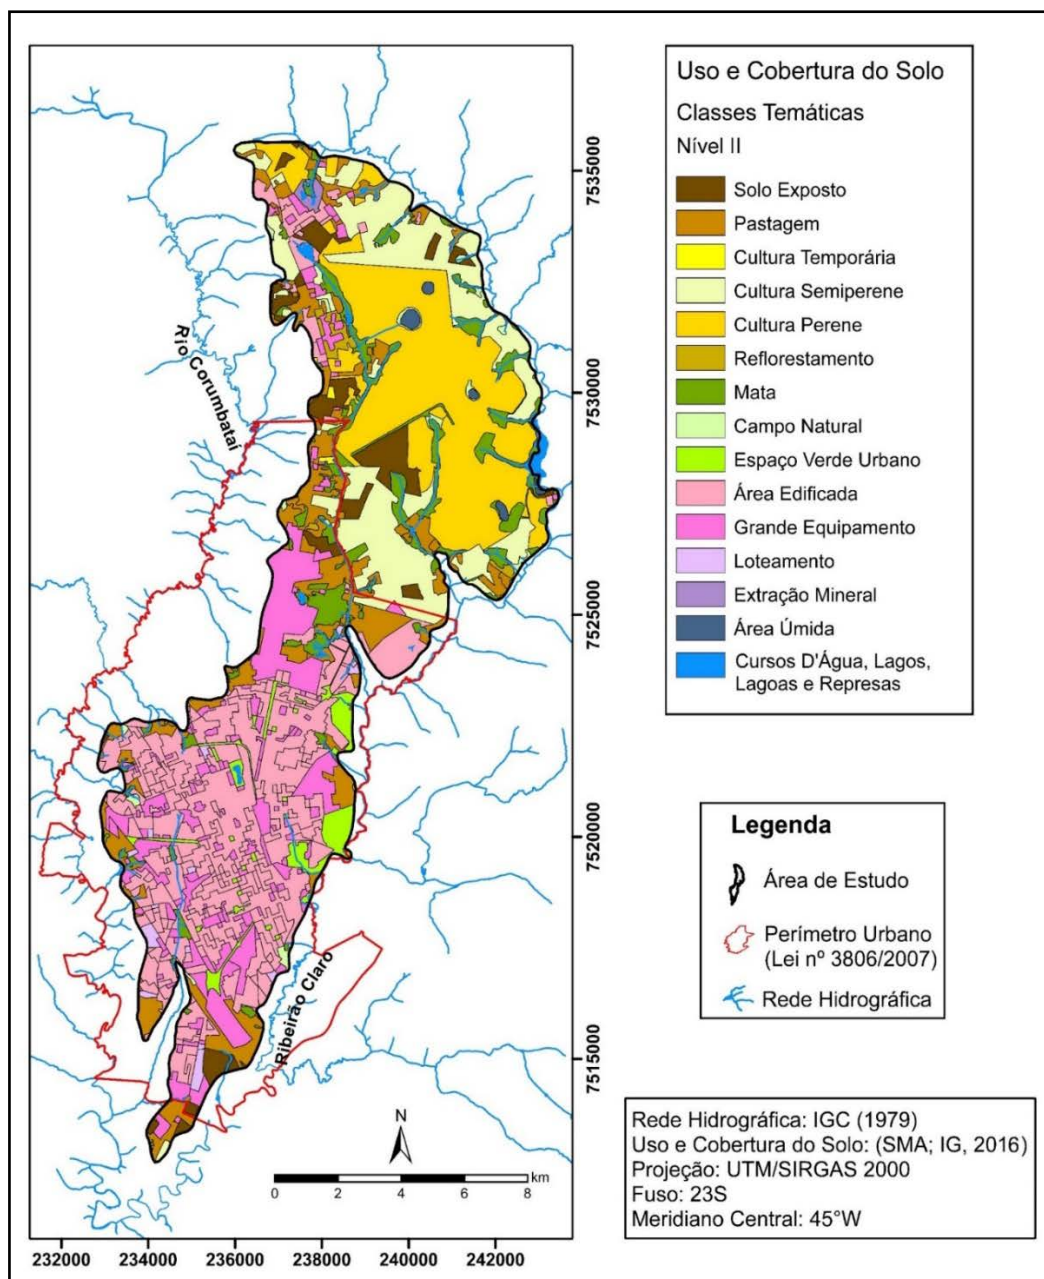 Uso e Cobertura do Solo
Classes Temáticas
Nível II
Solo Exposto
Pastagem
Cultura Temporária
Cultura Semiperene
Cultura Perene
Reflorestamento
Mata
Campo Natural
Espaço Verde Urbano
Área Edificada
Grande Equipamento
Loteamento
Extração Mineral
Área Úmida
Cursos D'Água, Lagos,
Lagoas e Represas
Rio Corumbataí
Ribeirão Claro
7535000
7530000
7525000
7520000
7515000
Legenda
Área de Estudo
Perímetro Urbano
(Lei nº 3806/2007)
Rede Hidrográfica
N
km
0 2 4 6 8
232000 234000 236000 238000 240000 242000
Rede Hidrográfica: IGC (1979)
Uso e Cobertura do Solo: (SMA; IG, 2016)
Projeção: UTM/SIRGAS 2000
Fuso: 23S
Meridiano Central: 45°W